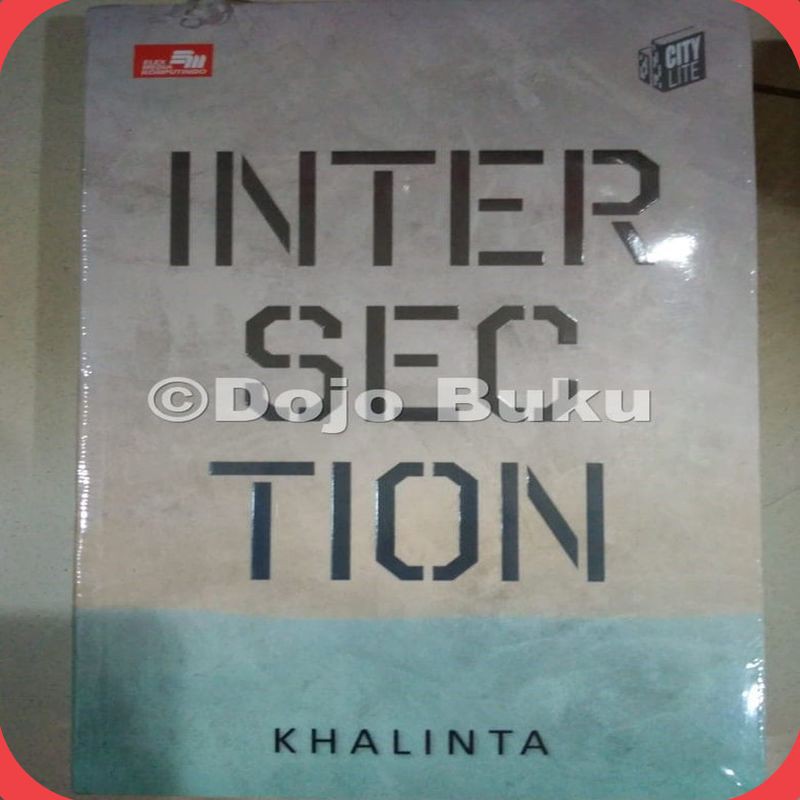 ELEX
MEDIA
KOMPUTINDO
CITY
LITE
INTER
SEC
©Dojo Buku
TION
KHALINTA